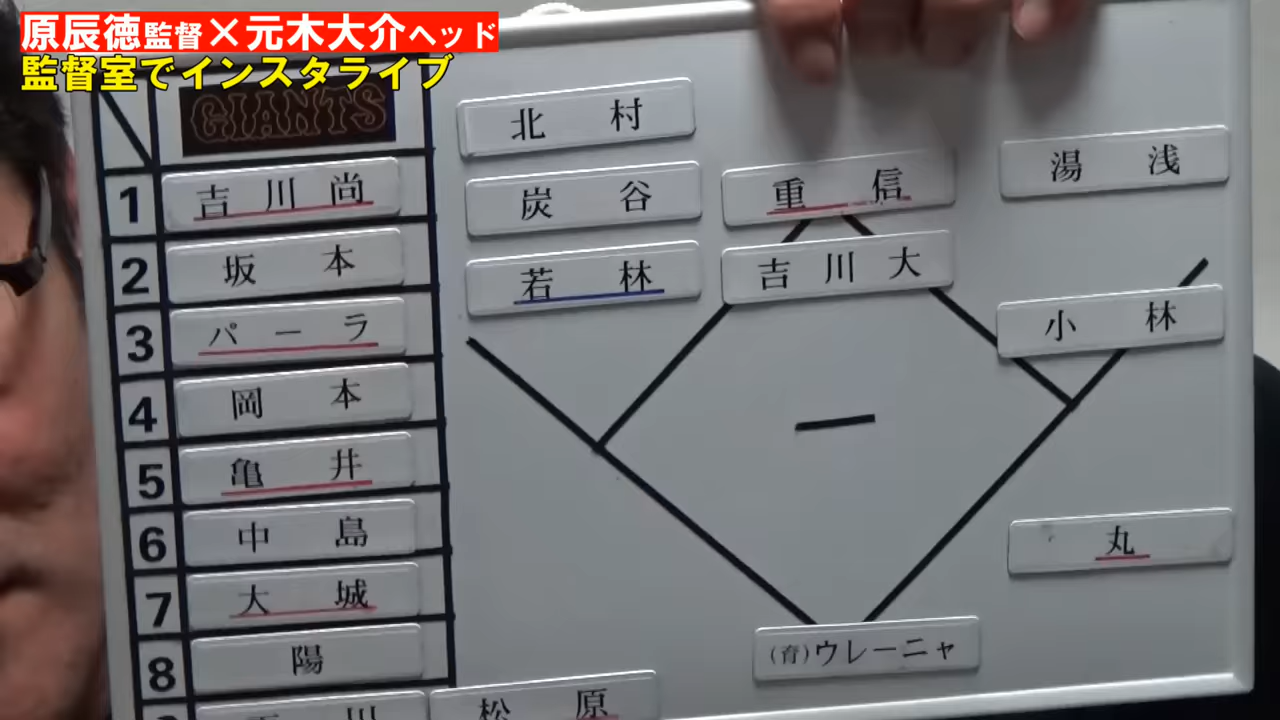 原辰徳監督×元木大介ヘッド
監督室でインスタライブ
GIANTS
1 吉川尚
2 坂本
3 パーラ
4 岡本
5 亀井
6 中島
7 大城
8 陽
松原
北村
炭谷
若林
重信
吉川大
湯浅
小林
丸
(育)ウレーニャ